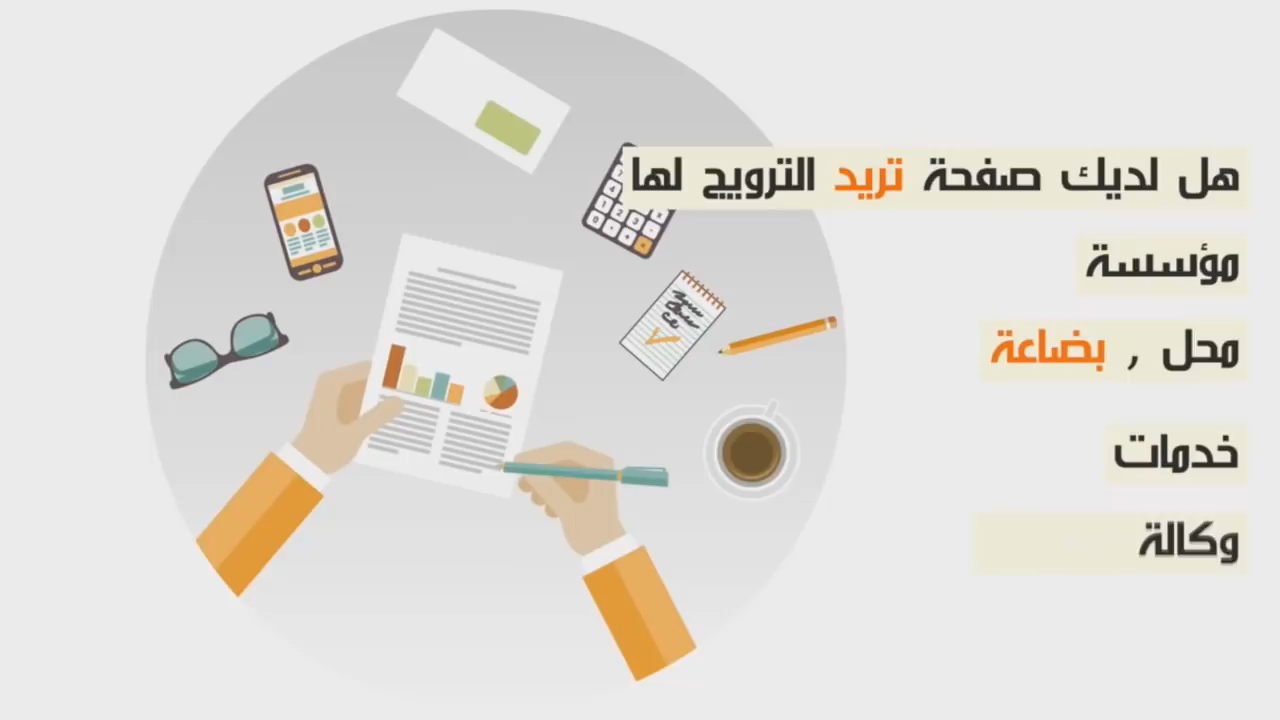 هل لديك صفحة تريد الترويج لها
مؤسسة
محل , بضاعة
خدمات
وكالة